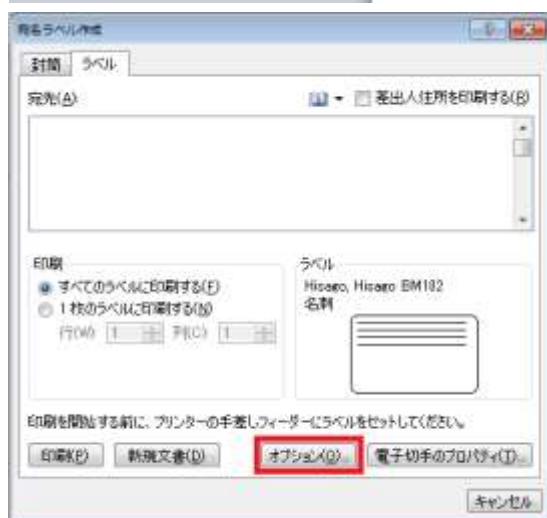 宛名ラベル作成
封筒 ラベル
宛先(A)
差出人住所を印刷する(R)
印刷
すべてのラベルに印刷する(F)
1 枚のラベルに印刷する(N)
行(W) 1 列(C) 1
ラベル
Hisago, Hisago BM182
名刺
印刷を開始する前に、プリンターの手差しフィーダーにラベルをセットしてください。
印刷(P) 新規文書(D) オプション(O)... 電子切手のプロパティ(T)...
キャンセル